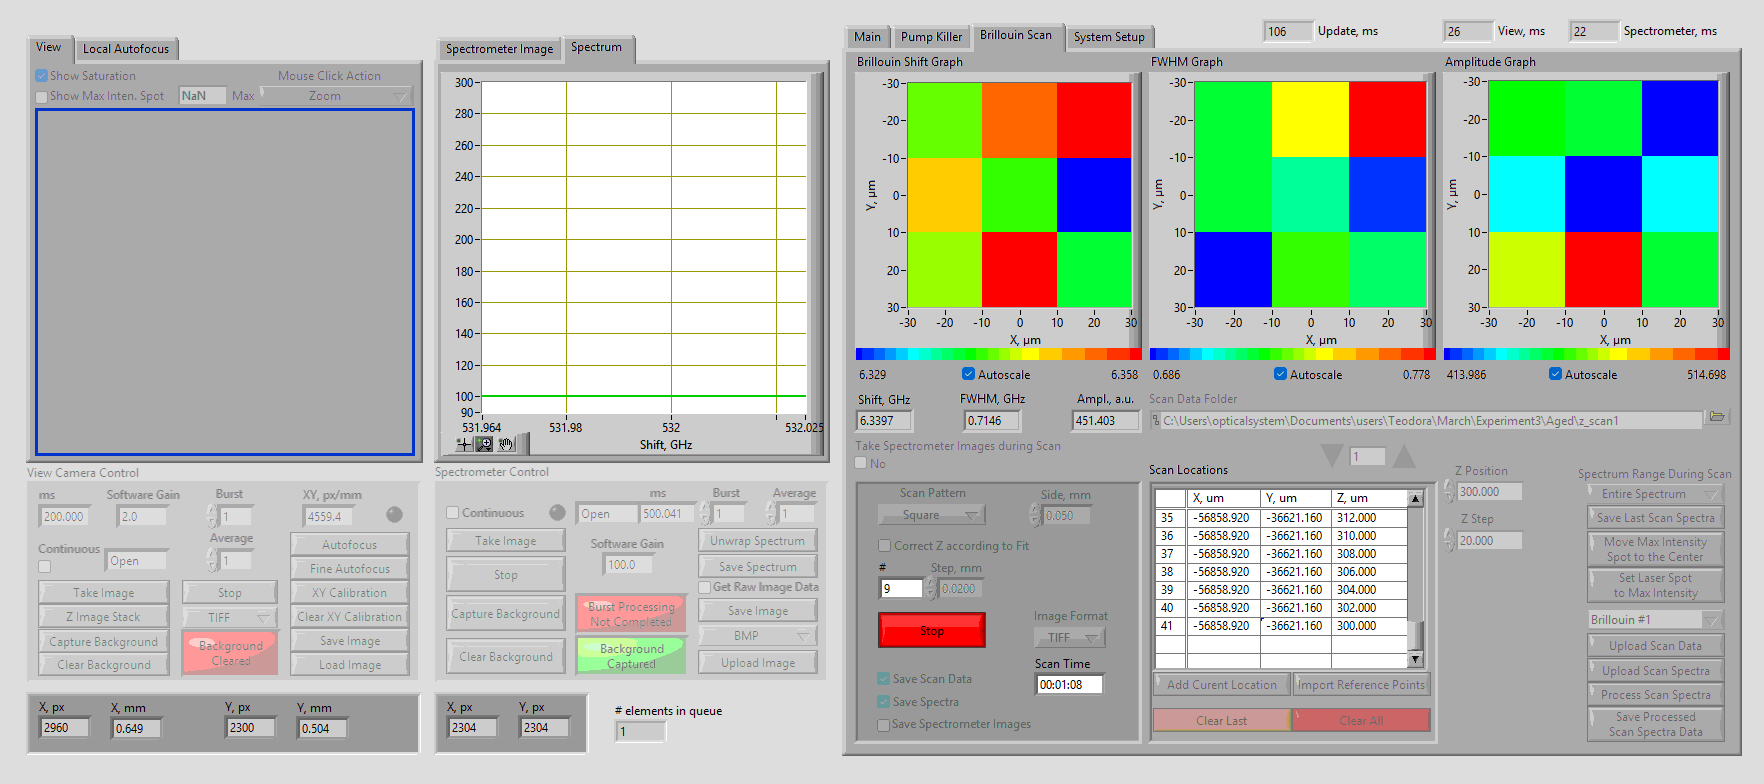 View
Local Autofocus
Show Saturation
Mouse Click Action
Show Max Inten. Spot
NaN
Max
Zoom
View Camera Control
ms
Software Gain
Burst
XY, px/mm
200.000
2.0
1
4559.4
Average
Continuous
Open
1
Autofocus
Fine Autofocus
Take Image
Stop
XY Calibration
Z Image Stack
TIFF
Clear XY Calibration
Capture Background
Background
Cleared
Save Image
Clear Background
Load Image
X, px
X, mm
Y, px
Y, mm
2960
0.649
2300
0.504
Spectrometer Image
Spectrum
300
280
260
240
220
200
180
160
140
120
100
90
531.964
531.98
532
532.025
Shift, GHz
Spectrometer Control
ms
Burst
Average
Continuous
Open
500.041
1
1
Take Image
Software Gain
Unwrap Spectrum
Stop
100.0
Save Spectrum
Get Raw Image Data
Capture Background
Burst Processing
Not Completed
Save Image
BMP
Clear Background
Background
Captured
Upload Image
X, px
Y, px
2304
2304
# elements in queue
1
106
Update, ms
26
View, ms
22
Spectrometer, ms
Main
Pump Killer
Brillouin Scan
System Setup
Brillouin Shift Graph
-30
-20
-10
0
10
20
30
Y, µm
-30
-20
-10
0
10
20
30
X, µm
6.329
Autoscale
6.358
FWHM Graph
-30
-20
-10
0
10
20
30
Y, µm
-30
-20
-10
0
10
20
30
X, µm
0.686
Autoscale
0.778
Amplitude Graph
-30
-20
-10
0
10
20
30
Y, µm
-30
-20
-10
0
10
20
30
X, µm
413.986
Autoscale
514.698
Shift, GHz
FWHM, GHz
Ampl., a.u.
6.3397
0.7146
451.403
Scan Data Folder
C:\Users\opticalsystem\Documents\users\Teodora\March\Experiment3\Aged\z_scan1
Take Spectrometer Images during Scan
No
1
Scan Pattern
Side, mm
Square
0.050
Correct Z according to Fit
#
Step, mm
9
0.0200
Stop
Image Format
TIFF
Scan Time
00:01:08
Save Scan Data
Save Spectra
Save Spectrometer Images
Scan Locations
X, um
Y, um
Z, um
35 -56858.920 -36621.160 312.000
36 -56858.920 -36621.160 310.000
37 -56858.920 -36621.160 308.000
38 -56858.920 -36621.160 306.000
39 -56858.920 -36621.160 304.000
40 -56858.920 -36621.160 302.000
41 -56858.920 -36621.160 300.000
Add Curent Location
Import Reference Points
Clear Last
Clear All
Z Position
300.000
Z Step
20.000
Spectrum Range During Scan
Entire Spectrum
Save Last Scan Spectra
Move Max Intensity
Spot to the Center
Set Laser Spot
to Max Intensity
Brillouin #1
Upload Scan Data
Upload Scan Spectra
Process Scan Spectra
Save Processed
Scan Spectra Data